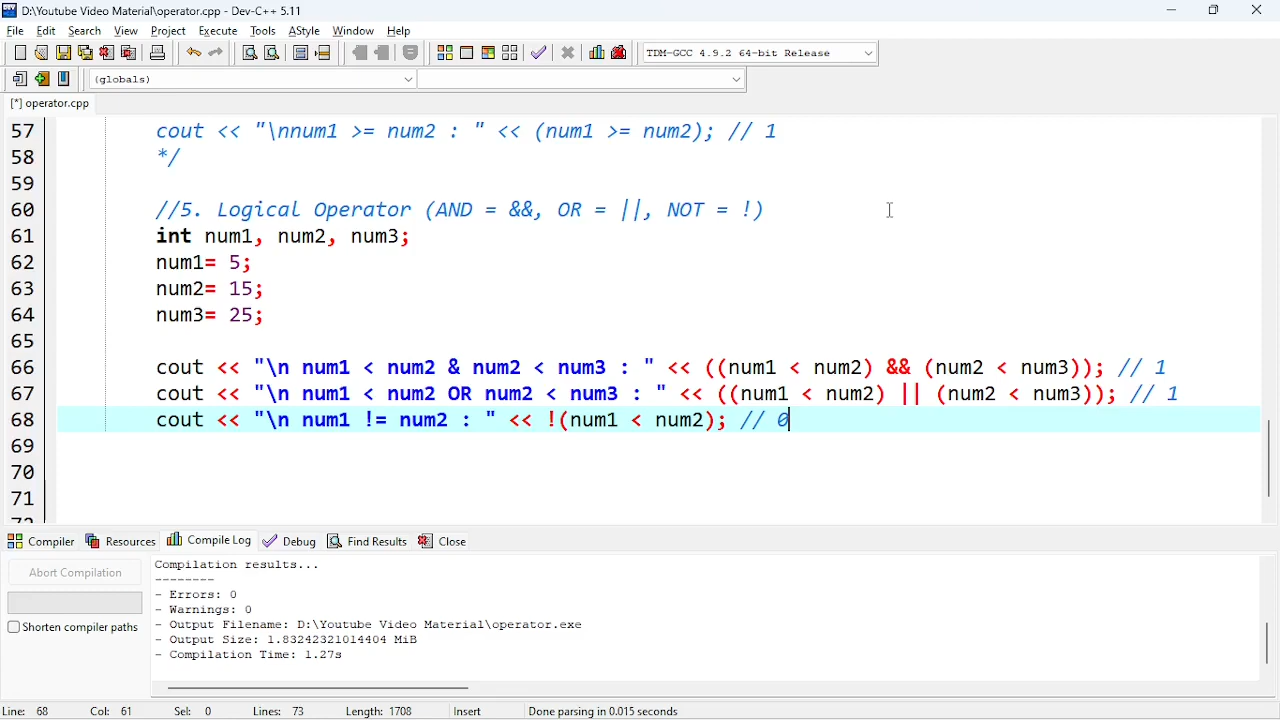 D:\Youtube Video Material\operator.cpp - Dev-C++ 5.11
File Edit Search View Project Execute Tools AStyle Window Help
TDM-GCC 4.9.2 64-bit Release
(globals)
[*] operator.cpp
57 cout << "\nnum1 >= num2 : " << (num1 >= num2); // 1
58 */
59
60 //5. Logical Operator (AND = &&, OR = ||, NOT = !)
61 int num1, num2, num3;
62 num1= 5;
63 num2= 15;
64 num3= 25;
65
66 cout << "\n num1 < num2 & num2 < num3 : " << ((num1 < num2) && (num2 < num3)); // 1
67 cout << "\n num1 < num2 OR num2 < num3 : " << ((num1 < num2) || (num2 < num3)); // 1
68 cout << "\n num1 != num2 : " << !(num1 < num2); // 0
69
70
71
72
Compiler Resources Compile Log Debug Find Results Close
Abort Compilation
Shorten compiler paths
Compilation results...
--------
- Errors: 0
- Warnings: 0
- Output Filename: D:\Youtube Video Material\operator.exe
- Output Size: 1.83242321014404 MiB
- Compilation Time: 1.27s
Line: 68 Col: 61 Sel: 0 Lines: 73 Length: 1708 Insert Done parsing in 0.015 seconds